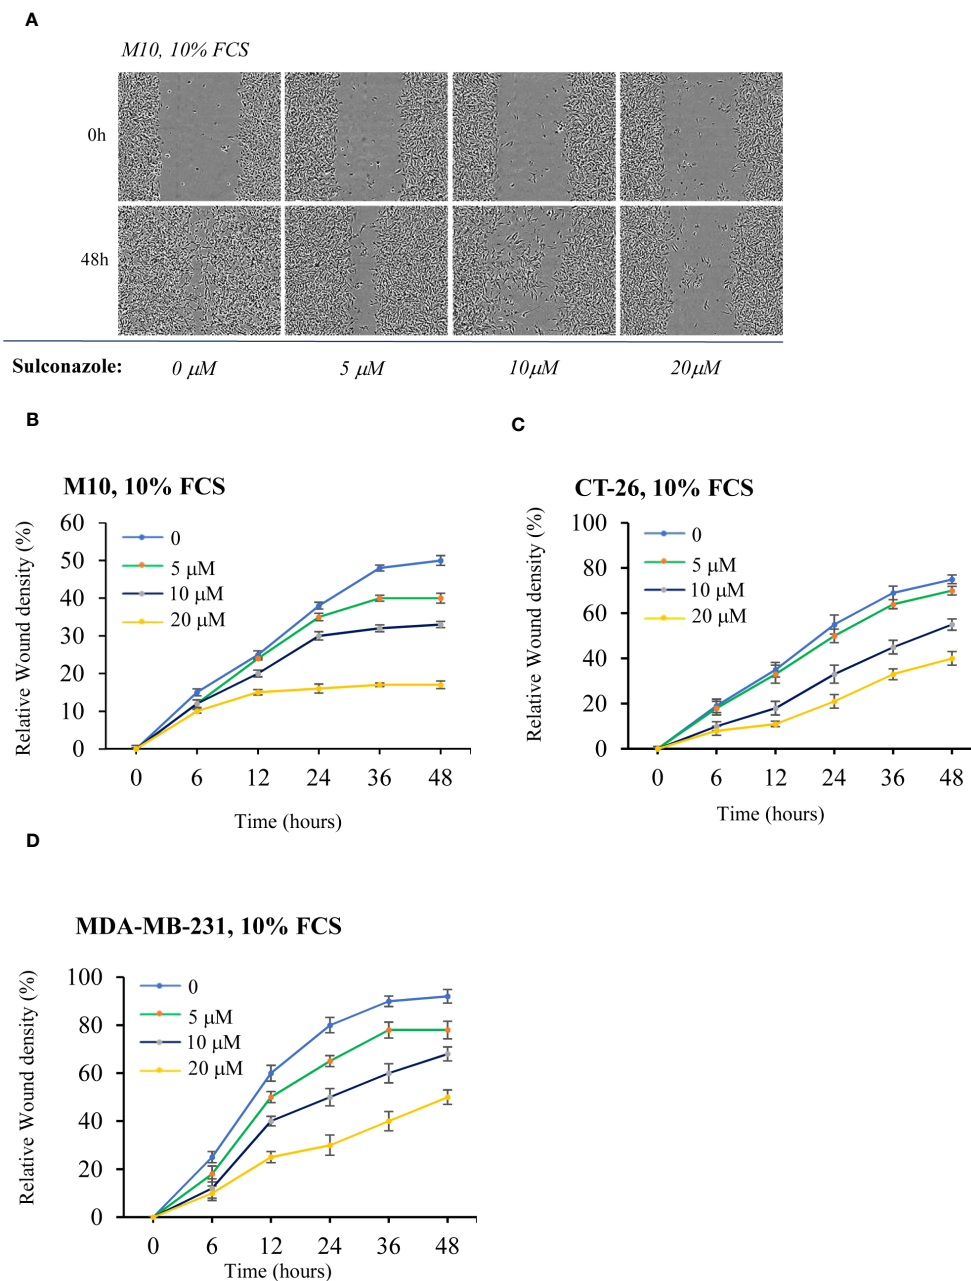 A
M10, 10% FCS
0h
48h
Sulconazole: 0 μM 5 μM 10μM 20μM
B
M10, 10% FCS
Relative Wound density (%)
60
50
40
30
20
10
0
0
5 μM
10 μM
20 μM
0 6 12 24 36 48
Time (hours)
C
CT-26, 10% FCS
Relative Wound density (%)
100
80
60
40
20
0
0
5 μM
10 μM
20 μM
0 6 12 24 36 48
Time (hours)
D
MDA-MB-231, 10% FCS
Relative Wound density (%)
100
80
60
40
20
0
0
5 μM
10 μM
20 μM
0 6 12 24 36 48
Time (hours)